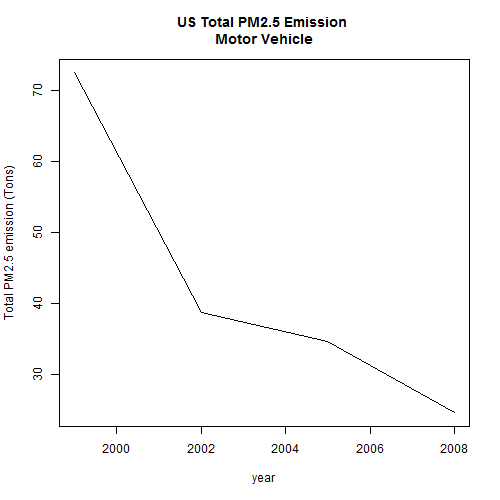 US Total PM2.5 Emission
Motor Vehicle
Total PM2.5 emission (Tons)
70
60
50
40
30
2000
2002
2004
2006
2008
year